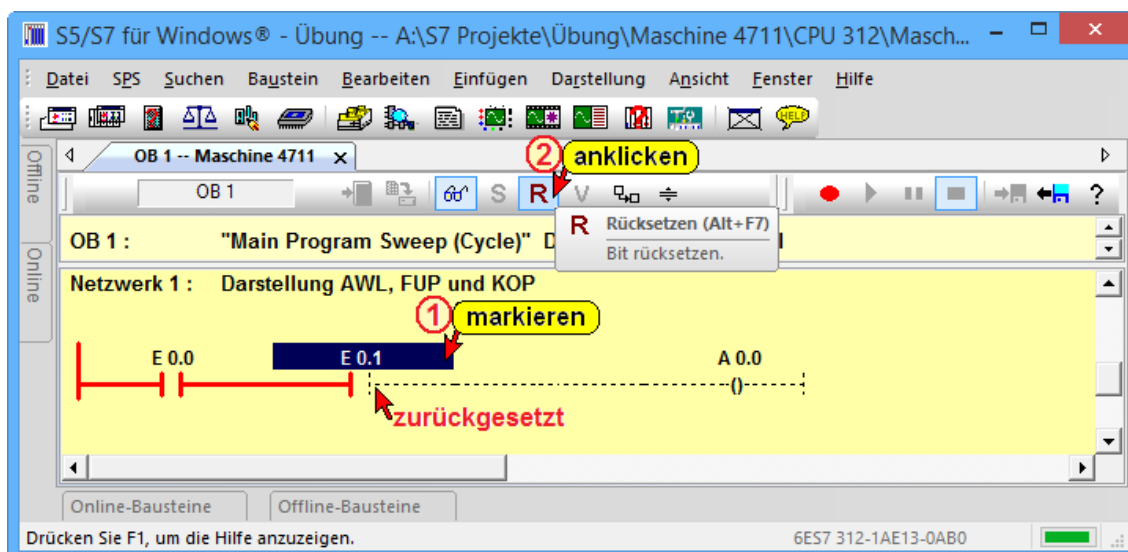 S5/S7 für Windows® - Übung -- A:\S7 Projekte\Übung\Maschine 4711\CPU 312\Masch...
Datei SPS Suchen Baustein Bearbeiten Einfügen Darstellung Ansicht Fenster Hilfe
HELP
Offline
Online
OB 1 -- Maschine 4711 x
2 anklicken
OB 1 S R V ?
R Rücksetzen (Alt+F7)
Bit rücksetzen.
OB 1 : "Main Program Sweep (Cycle)"
Netzwerk 1 : Darstellung AWL, FUP und KOP
1 markieren
E 0.0 E 0.1 A 0.0
()
zurückgesetzt
Online-Bausteine Offline-Bausteine
Drücken Sie F1, um die Hilfe anzuzeigen. 6ES7 312-1AE13-0AB0